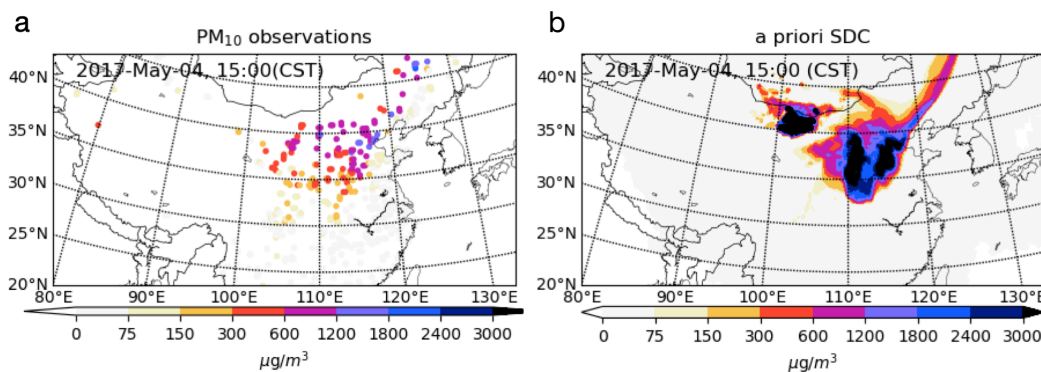 a
PM₁₀ observations
2017-May-04, 15:00(CST)
40°N
35°N
30°N
25°N
20°N
80°E 90°E 100°E 110°E 120°E 130°E
0 75 150 300 600 1200 1800 2400 3000
μg/m³
b
a priori SDC
2017-May-04, 15:00 (CST)
40°N
35°N
30°N
25°N
20°N
80°E 90°E 100°E 110°E 120°E 130°E
0 75 150 300 600 1200 1800 2400 3000
μg/m³